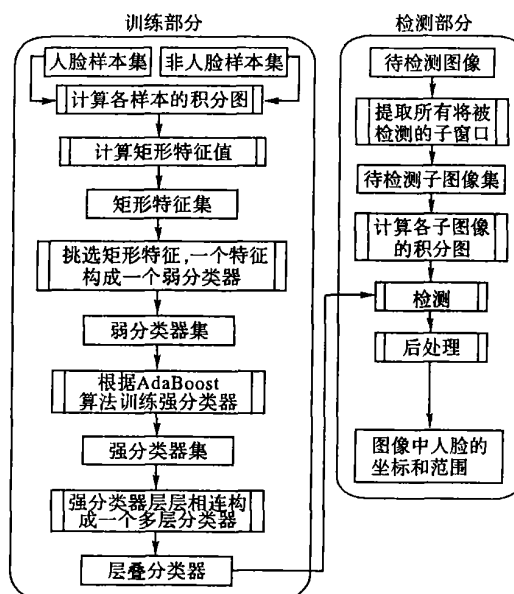 训练部分
人脸样本集
非人脸样本集
计算各样本的积分图
计算矩形特征值
矩形特征集
挑选矩形特征,一个特征
构成一个弱分类器
弱分类器集
根据AdaBoost
算法训练强分类器
强分类器集
强分类器层层相连构
成一个多层分类器
层叠分类器
检测部分
待检测图像
提取所有将被
检测的子窗口
待检测子图像集
计算各子图像
的积分图
检测
后处理
图像中人脸的
坐标和范围